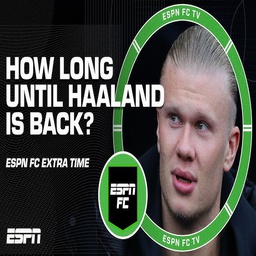 ESPN FC TV
HOW LONG
UNTIL HAALAND
IS BACK?
ESPN FC EXTRA TIME
ESPN
FC
ESPN
ESPN FC TV